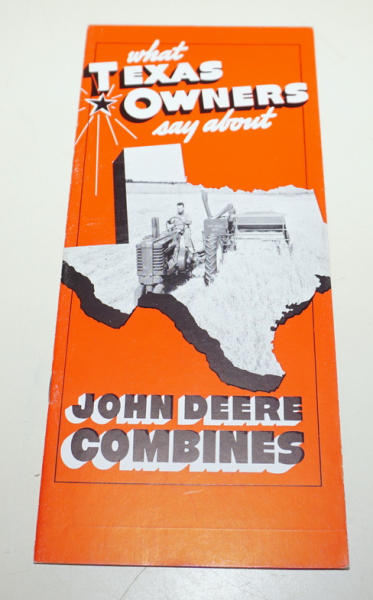 what
TEXAS
OWNERS
say about
JOHN DEERE
COMBINES